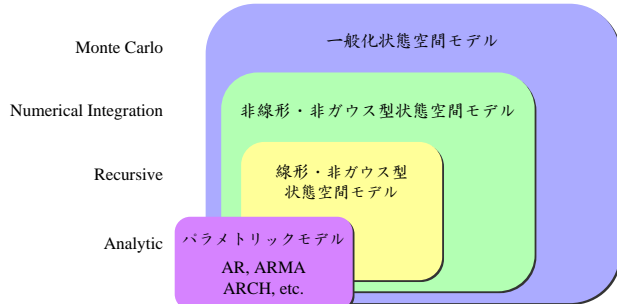 Monte Carlo
一般化状態空間モデル
Numerical Integration
非線形・非ガウス型状態空間モデル
Recursive
線形・非ガウス型
状態空間モデル
Analytic
パラメトリックモデル
AR, ARMA
ARCH, etc.